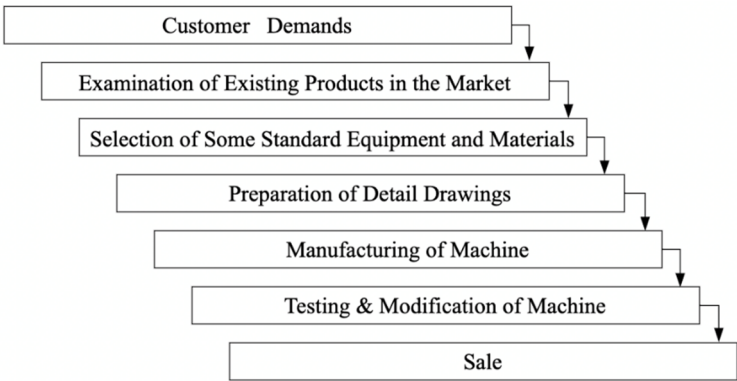 Customer Demands
Examination of Existing Products in the Market
Selection of Some Standard Equipment and Materials
Preparation of Detail Drawings
Manufacturing of Machine
Testing & Modification of Machine
Sale